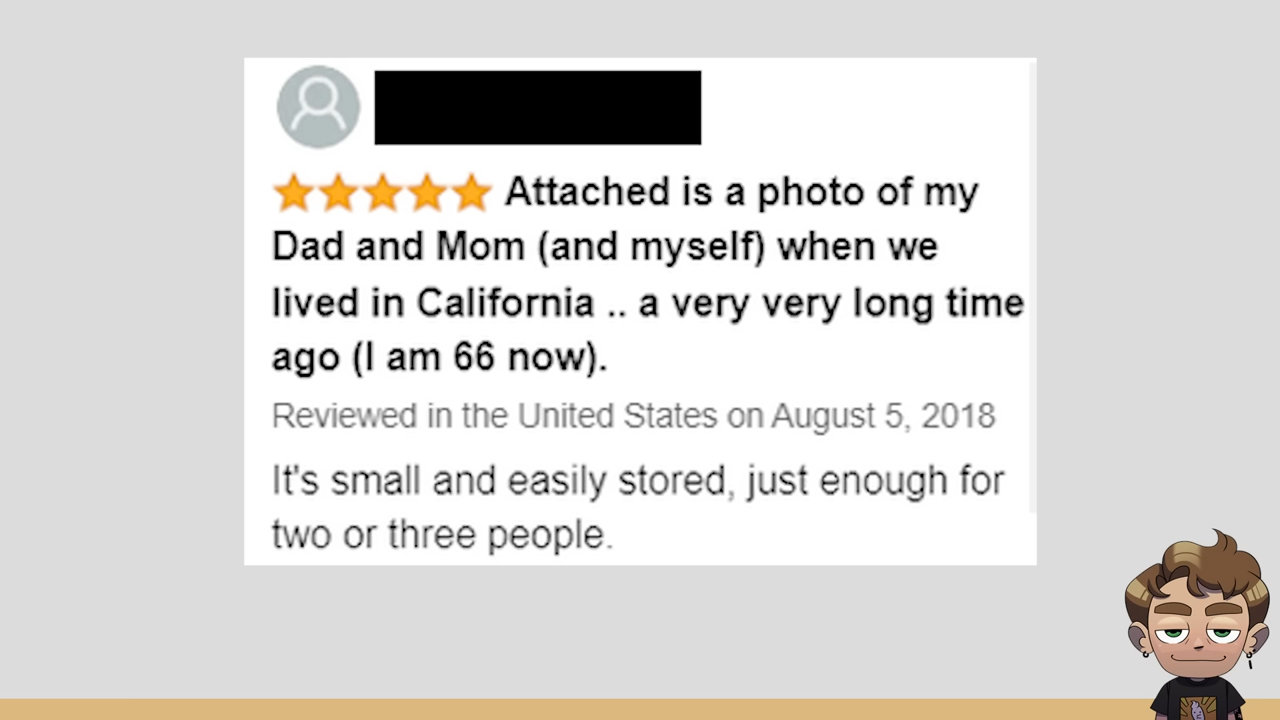 Attached is a photo of my
Dad and Mom (and myself) when we
lived in California .. a very very long time
ago (I am 66 now).
Reviewed in the United States on August 5, 2018
It's small and easily stored, just enough for
two or three people.